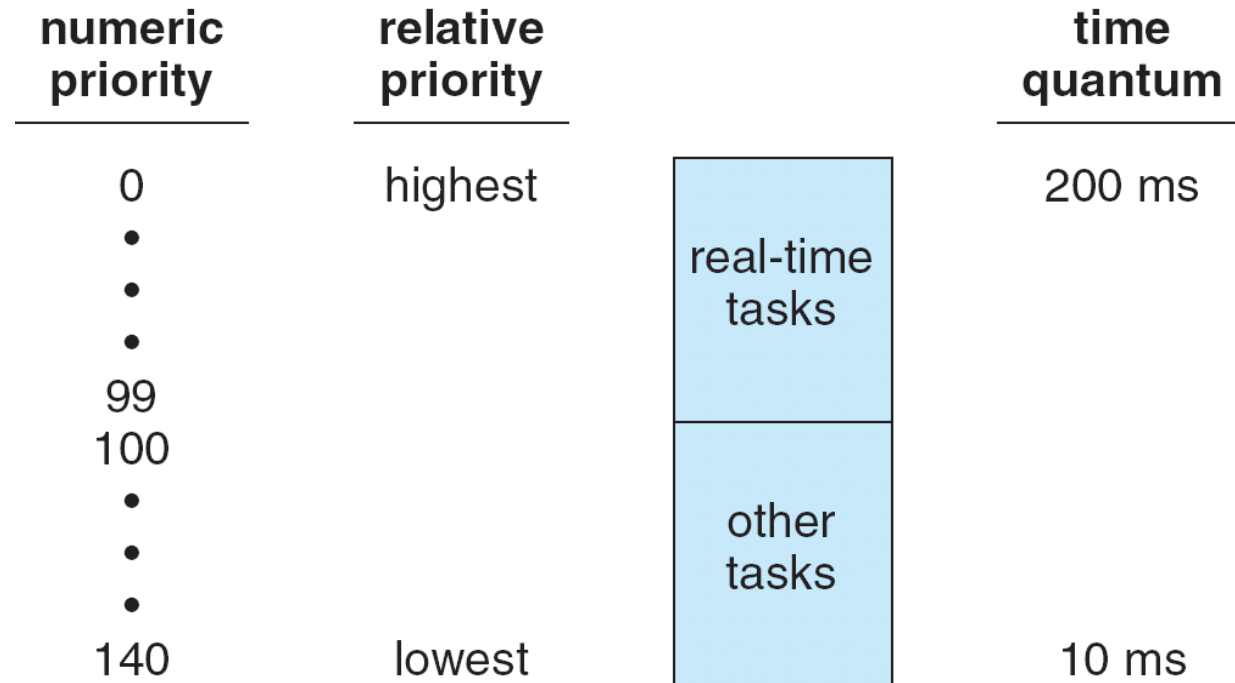 numeric priority relative priority time quantum
0 highest 200 ms
•
• real-time
• tasks
99
100
•
• other
• tasks
140 lowest 10 ms